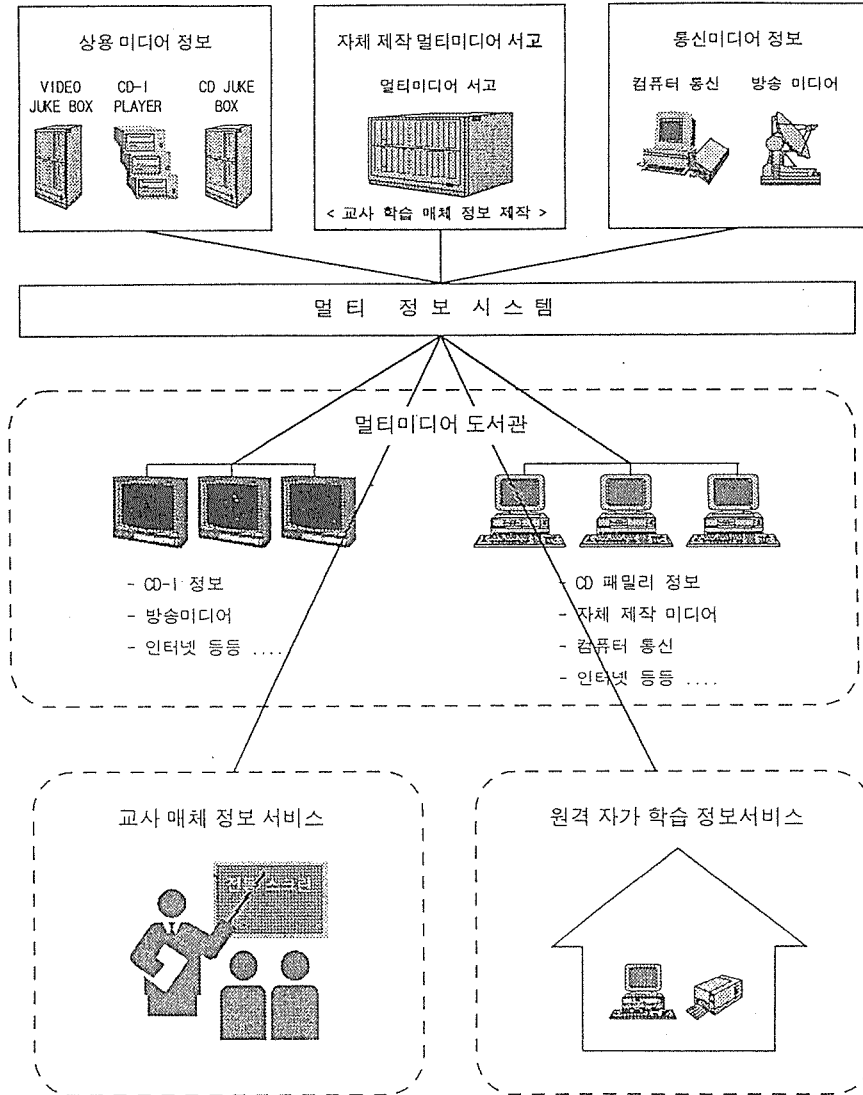 상용 미디어 정보
VIDEO JUKE BOX
CD-I PLAYER
CD JUKE BOX
자체 제작 멀티미디어 서고
멀티미디어 서고
< 교사 학습 매체 정보 제작 >
통신미디어 정보
컴퓨터 통신
방송 미디어
멀티 정보 시스템
멀티미디어 도서관
- CD-I 정보
- 방송미디어
- 인터넷 등등 ....
- CD 패밀리 정보
- 자체 제작 미디어
- 컴퓨터 통신
- 인터넷 등등 ....
교사 매체 정보 서비스
스크린
원격 자가 학습 정보서비스